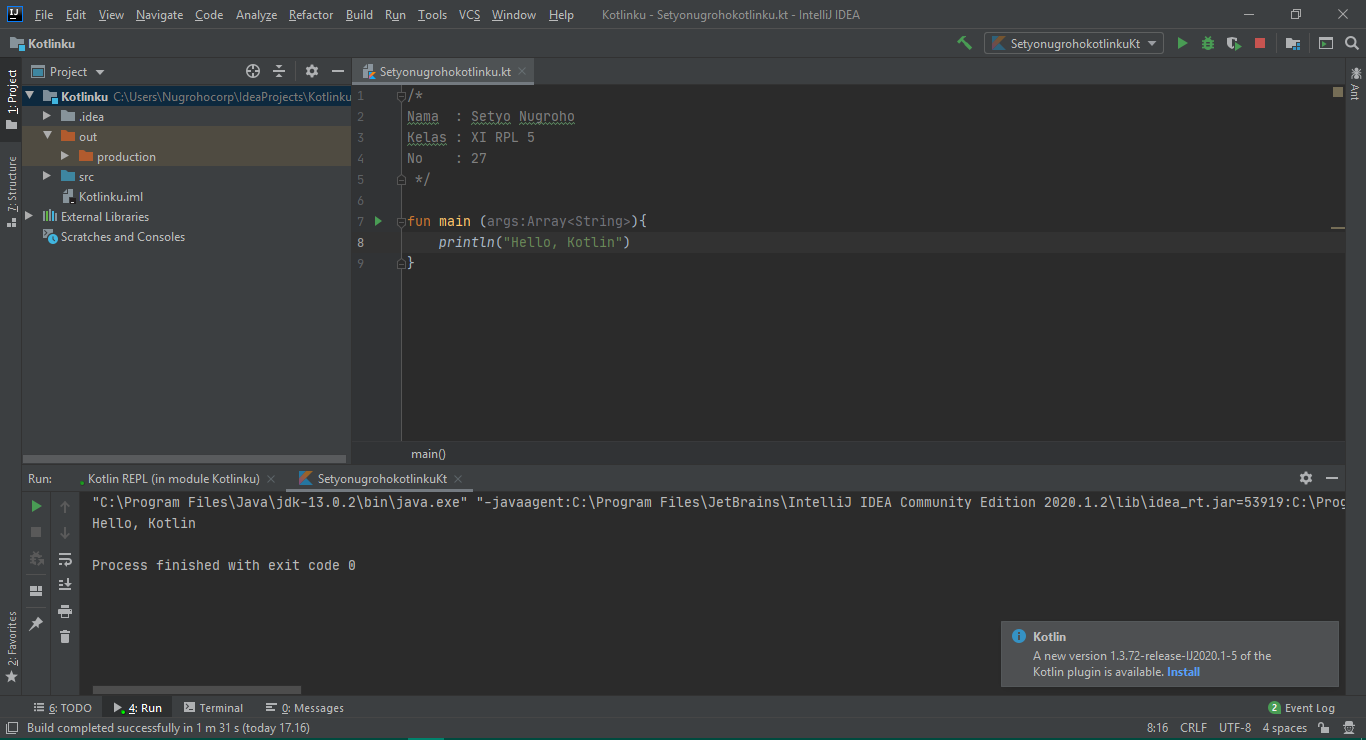 IJ File Edit View Navigate Code Analyze Refactor Build Run Tools VCS Window Help Kotlinku - Setyonugrohokotlinku.kt - IntelliJ IDEA
Kotlinku SetyonugrohokotlinkuKt
1: Project
Project
Setyonugrohokotlinku.kt
Kotlinku C:\Users\Nugrohocorp\IdeaProjects\Kotlinku
.idea
out
production
src
Kotlinku.iml
External Libraries
Scratches and Consoles
7: Structure
2: Favorites
Ant
1 /*
2 Nama  : Setyo Nugroho
3 Kelas : XI RPL 5
4 No    : 27
5  */
6
7 fun main (args:Array<String>){
8     println("Hello, Kotlin")
9 }
main()
Run: Kotlin REPL (in module Kotlinku) SetyonugrohokotlinkuKt
"C:\Program Files\Java\jdk-13.0.2\bin\java.exe" "-javaagent:C:\Program Files\JetBrains\IntelliJ IDEA Community Edition 2020.1.2\lib\idea_rt.jar=53919:C:\Prog
Hello, Kotlin
Process finished with exit code 0
Kotlin
A new version 1.3.72-release-IJ2020.1-5 of the
Kotlin plugin is available. Install
6: TODO 4: Run Terminal 0: Messages 2 Event Log
Build completed successfully in 1 m 31 s (today 17.16) 8:16 CRLF UTF-8 4 spaces